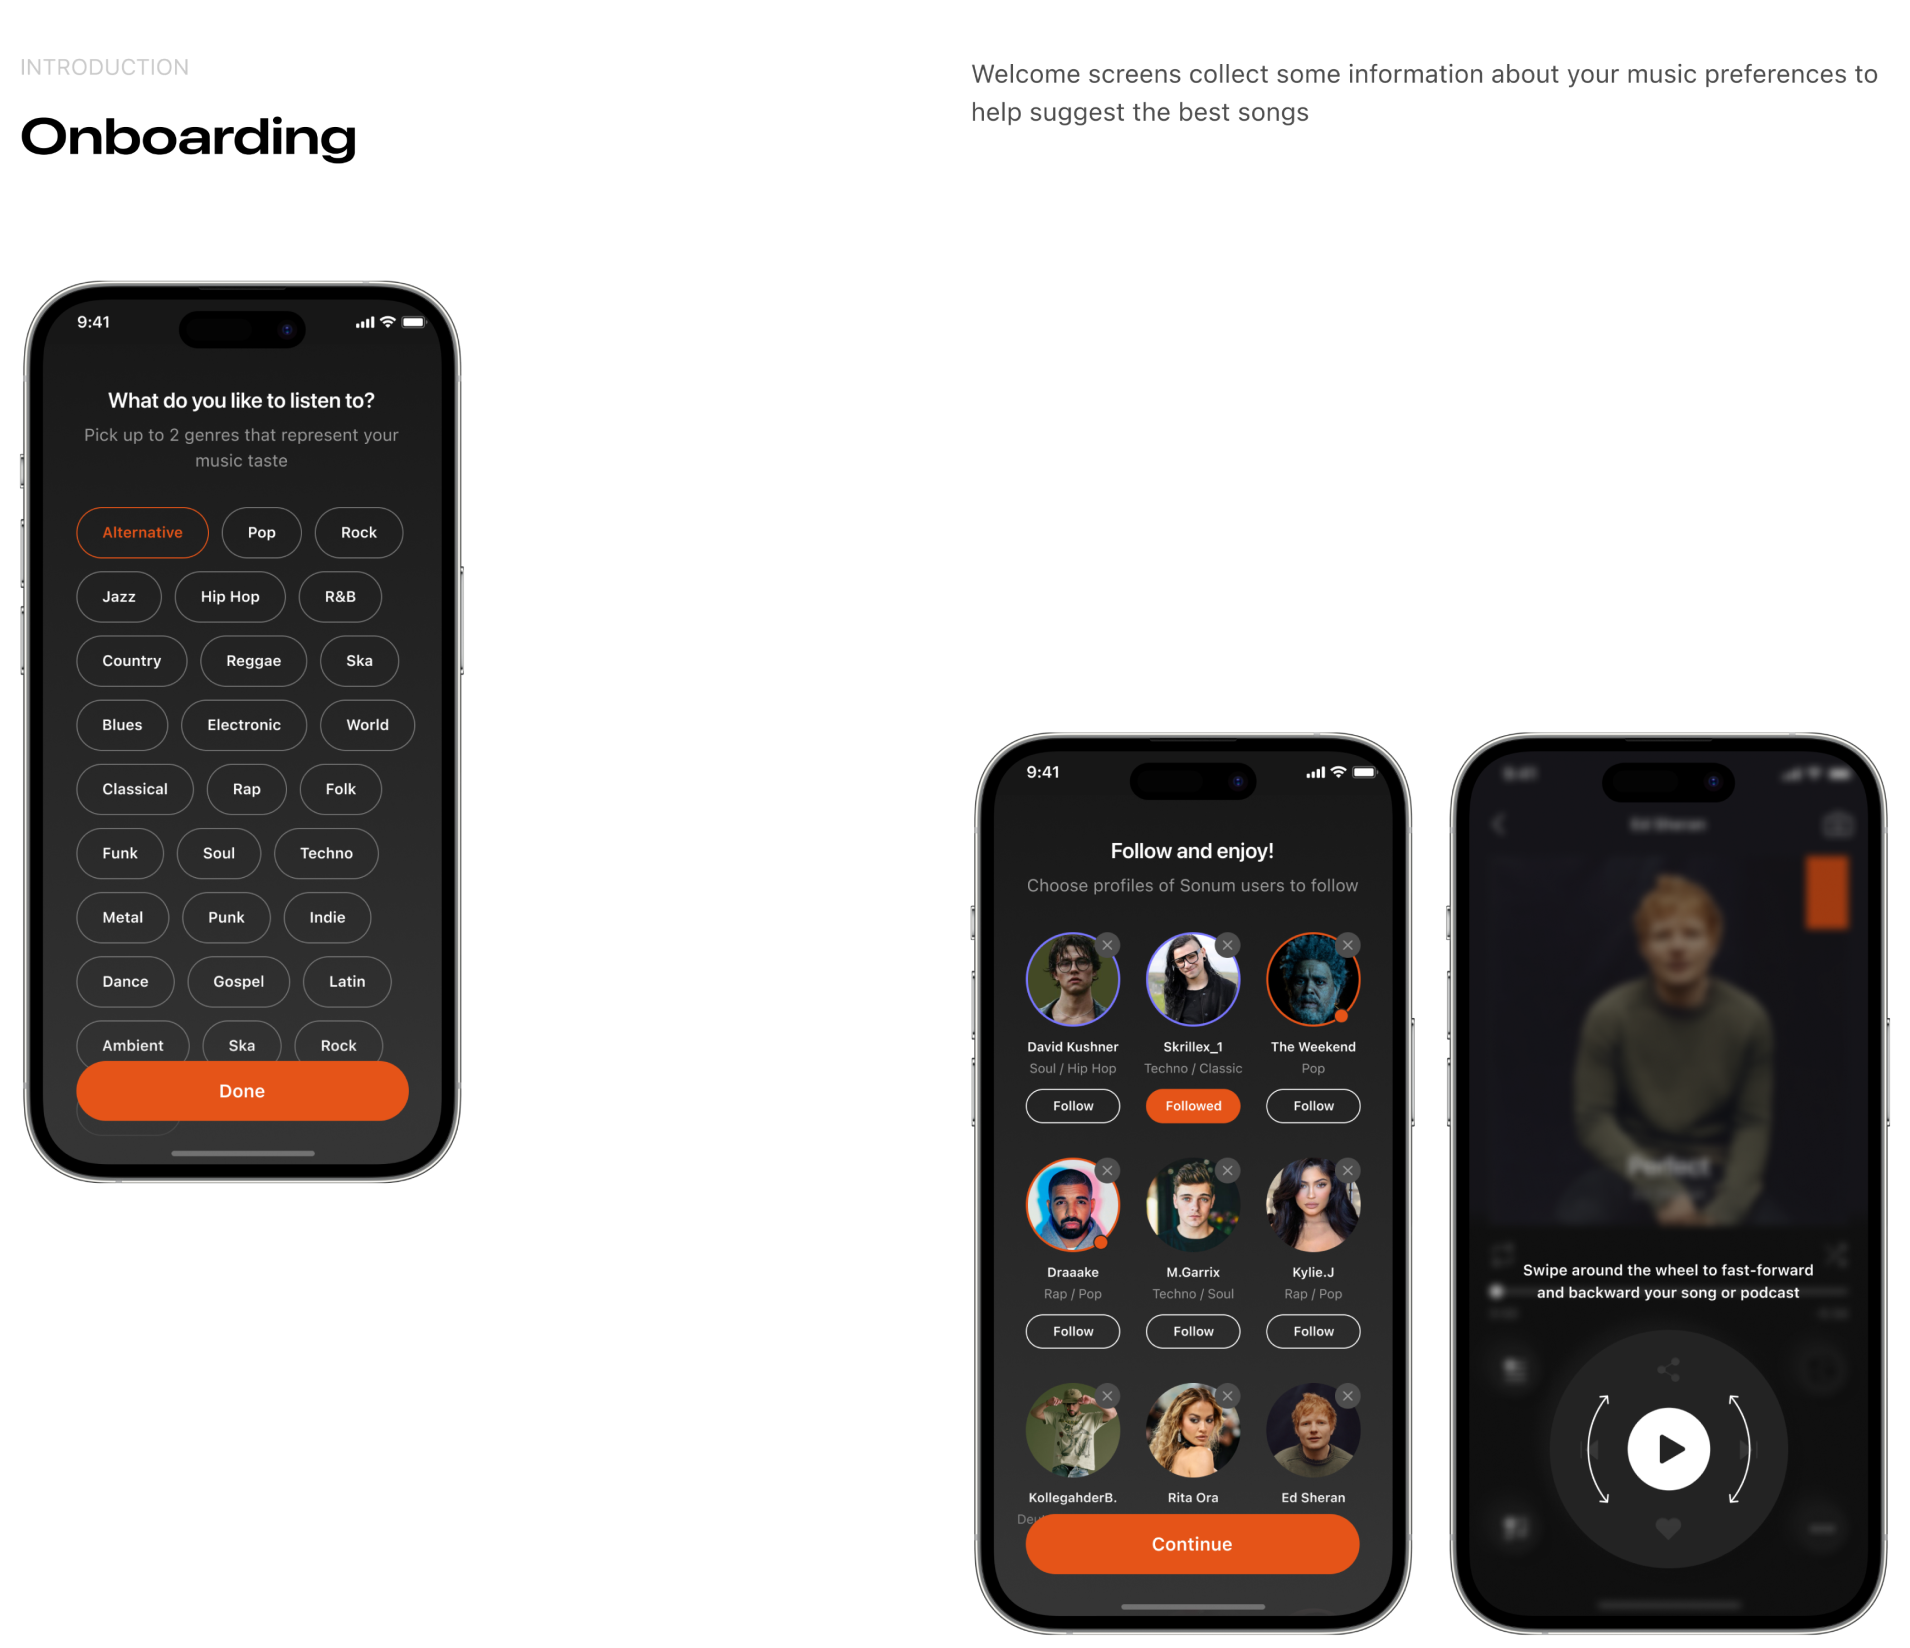 INTRODUCTION
Onboarding
Welcome screens collect some information about your music preferences to
help suggest the best songs
9:41
What do you like to listen to?
Pick up to 2 genres that represent your
music taste
Alternative Pop Rock
Jazz Hip Hop R&B
Country Reggae Ska
Blues Electronic World
Classical Rap Folk
Funk Soul Techno
Metal Punk Indie
Dance Gospel Latin
Ambient Ska Rock
Done
9:41
Follow and enjoy!
Choose profiles of Sonum users to follow
David Kushner Skrillex_1 The Weekend
Soul / Hip Hop Techno / Classic Pop
Follow Followed Follow
Draaake M.Garrix Kylie.J
Rap / Pop Techno / Soul Rap / Pop
Follow Follow Follow
KollegahderB. Rita Ora Ed Sheran
Continue
9:41
Ed Sheran
Perfect
Swipe around the wheel to fast-forward
and backward your song or podcast